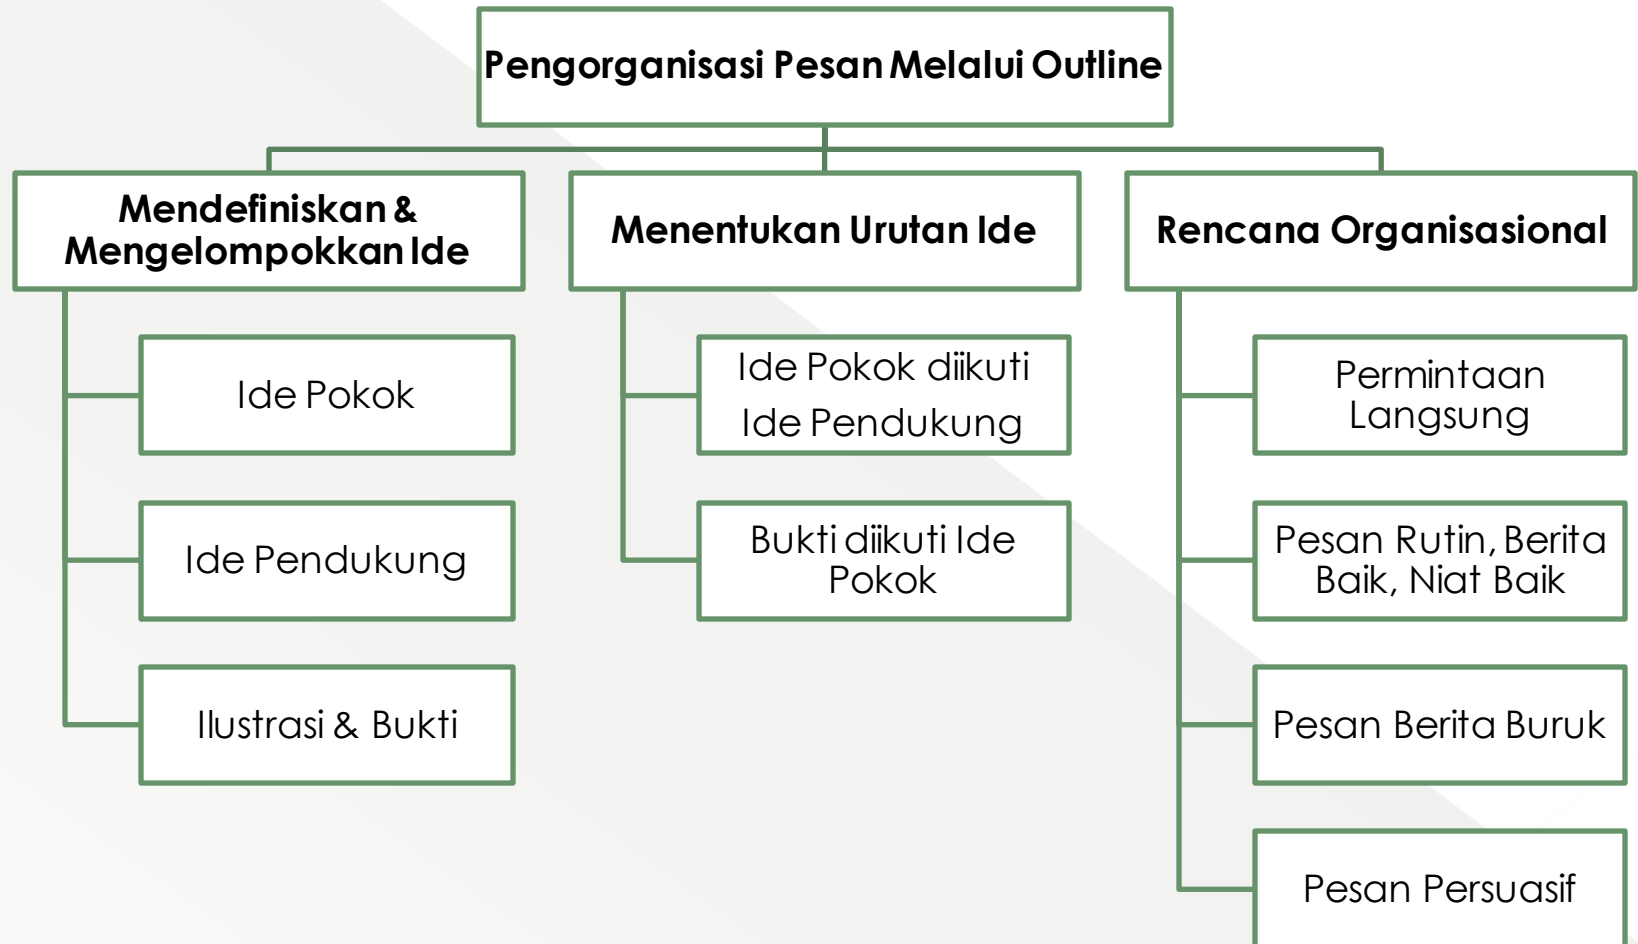 Pengorganisasi Pesan Melalui Outline
Mendefiniskan &
Mengelompokkan Ide
Ide Pokok
Ide Pendukung
Ilustrasi & Bukti
Menentukan Urutan Ide
Ide Pokok diikuti
Ide Pendukung
Bukti diikuti Ide
Pokok
Rencana Organisasional
Permintaan
Langsung
Pesan Rutin, Berita
Baik, Niat Baik
Pesan Berita Buruk
Pesan Persuasif